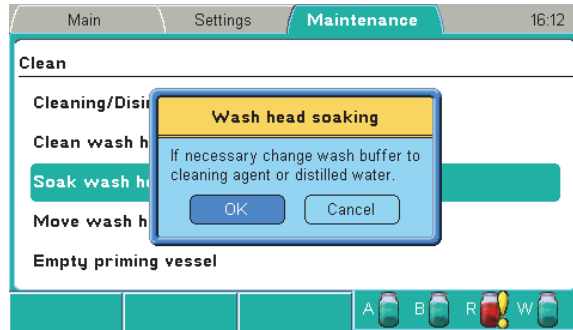 Main Settings Maintenance 16:12
Clean
Cleaning/Disi
Wash head soaking
Clean wash h
If necessary change wash buffer to
cleaning agent or distilled water.
Soak wash he
OK Cancel
Move wash h
Empty priming vessel
A B R W